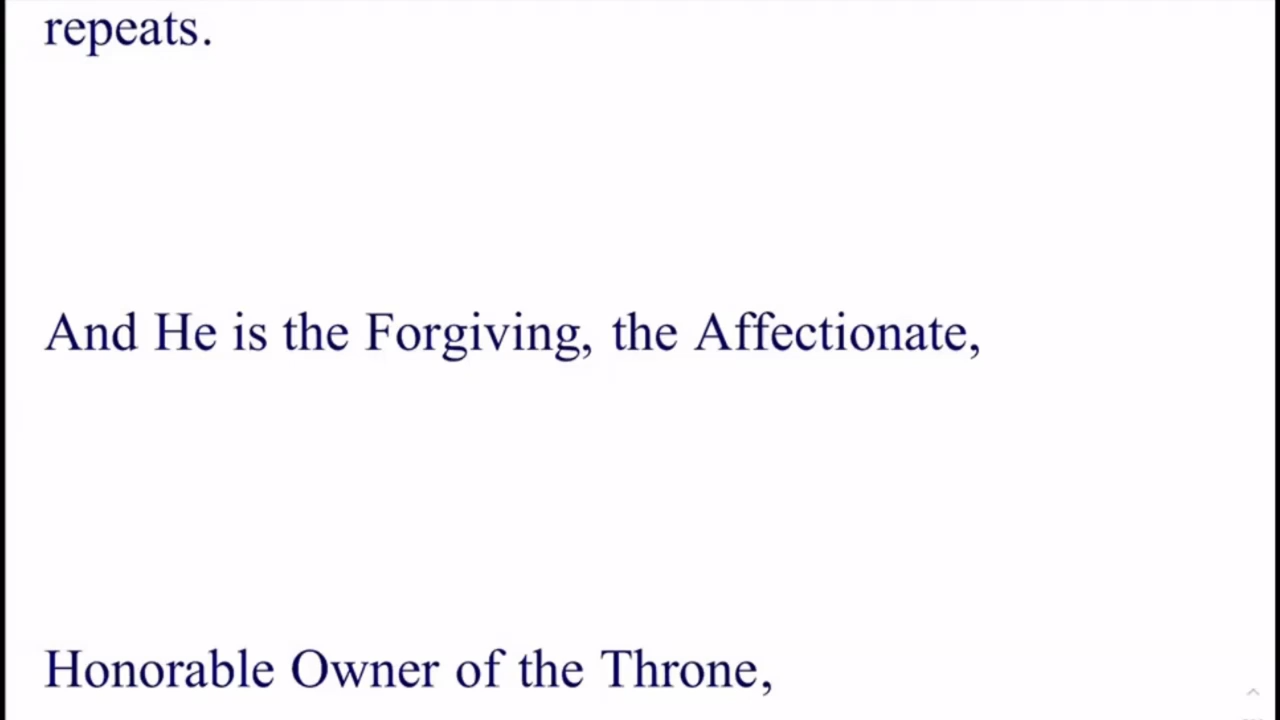 repeats.
And He is the Forgiving, the Affectionate,
Honorable Owner of the Throne,